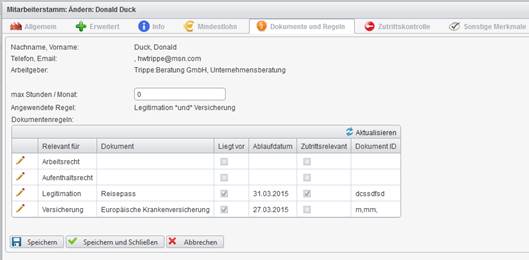 Mitarbeiterstamm: Ändern: Donald Duck
Allgemein Erweitert Info Mindestlohn Dokumente und Regeln Zutrittskontrolle Sonstige Merkmale
Nachname, Vorname: Duck, Donald
Telefon, Email: , hwtrippe@msn.com
Arbeitgeber: Trippe:Beratung GmbH, Unternehmensberatung
max Stunden / Monat: 0
Angewendete Regel: Legitimation *und* Versicherung
Dokumentenregeln:
Aktualisieren
Relevant für Dokument Liegt vor Ablaufdatum Zutrittsrelevant Dokument ID
Arbeitsrecht
Aufenthaltsrecht
Legitimation Reisepass 31.03.2015 dcssdfsd
Versicherung Europäische Krankenversicherung 27.03.2015 m,mm,
Speichern Speichern und Schließen Abbrechen